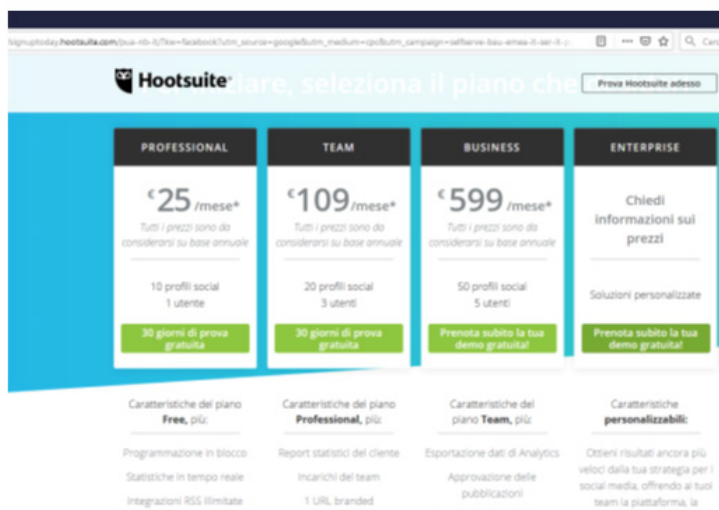 signuptoday.hootsuite.com/pua-nb-it/?kw=facebook?utm_source=google&utm_medium=cpc&utm_campaign=selfserve-bau-emea-it-ser-it-p
Hootsuite
iare, seleziona il piano che
Prova Hootsuite adesso
PROFESSIONAL
€25/mese*
Tutti i prezzi sono da
considerarsi su base annuale
10 profili social
1 utente
30 giorni di prova
gratuita
Caratteristiche del piano
Free, più:
Programmazione in blocco
Statistiche in tempo reale
Integrazioni RSS illimitate
TEAM
€109/mese*
Tutti i prezzi sono da
considerarsi su base annuale
20 profili social
3 utenti
30 giorni di prova
gratuita
Caratteristiche del piano
Professional, più:
Report statistici del cliente
Incarichi del team
1 URL branded
BUSINESS
€599/mese*
Tutti i prezzi sono da
considerarsi su base annuale
50 profili social
5 utenti
Prenota subito la tua
demo gratuita!
Caratteristiche del
piano Team, più:
Esportazione dati di Analytics
Approvazione delle
pubblicazioni
ENTERPRISE
Chiedi
informazioni sui
prezzi
Soluzioni personalizzate
Prenota subito la tua
demo gratuita!
Caratteristiche
personalizzabili:
Ottieni risultati ancora più
veloci dalla tua strategia per i
social media, offrendo ai tuoi
team la piattaforma, la